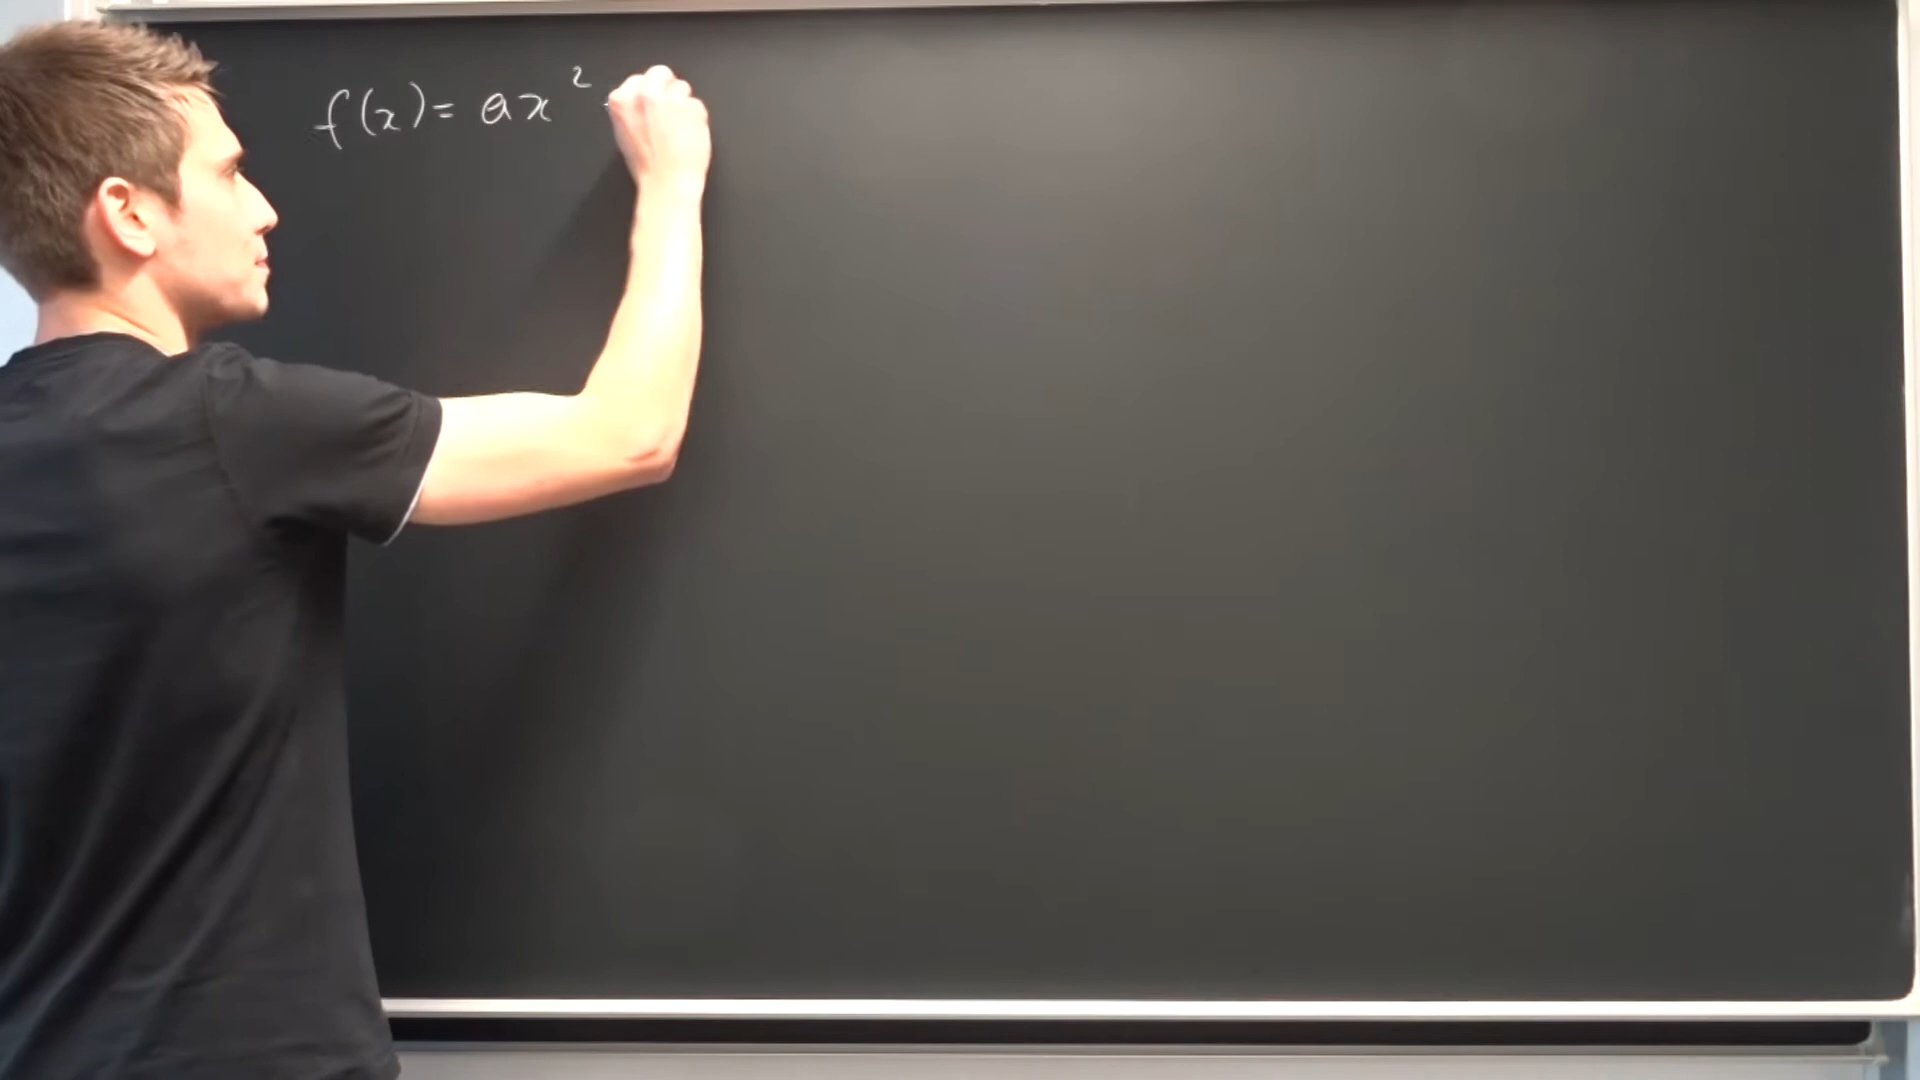 f(x) = ax²